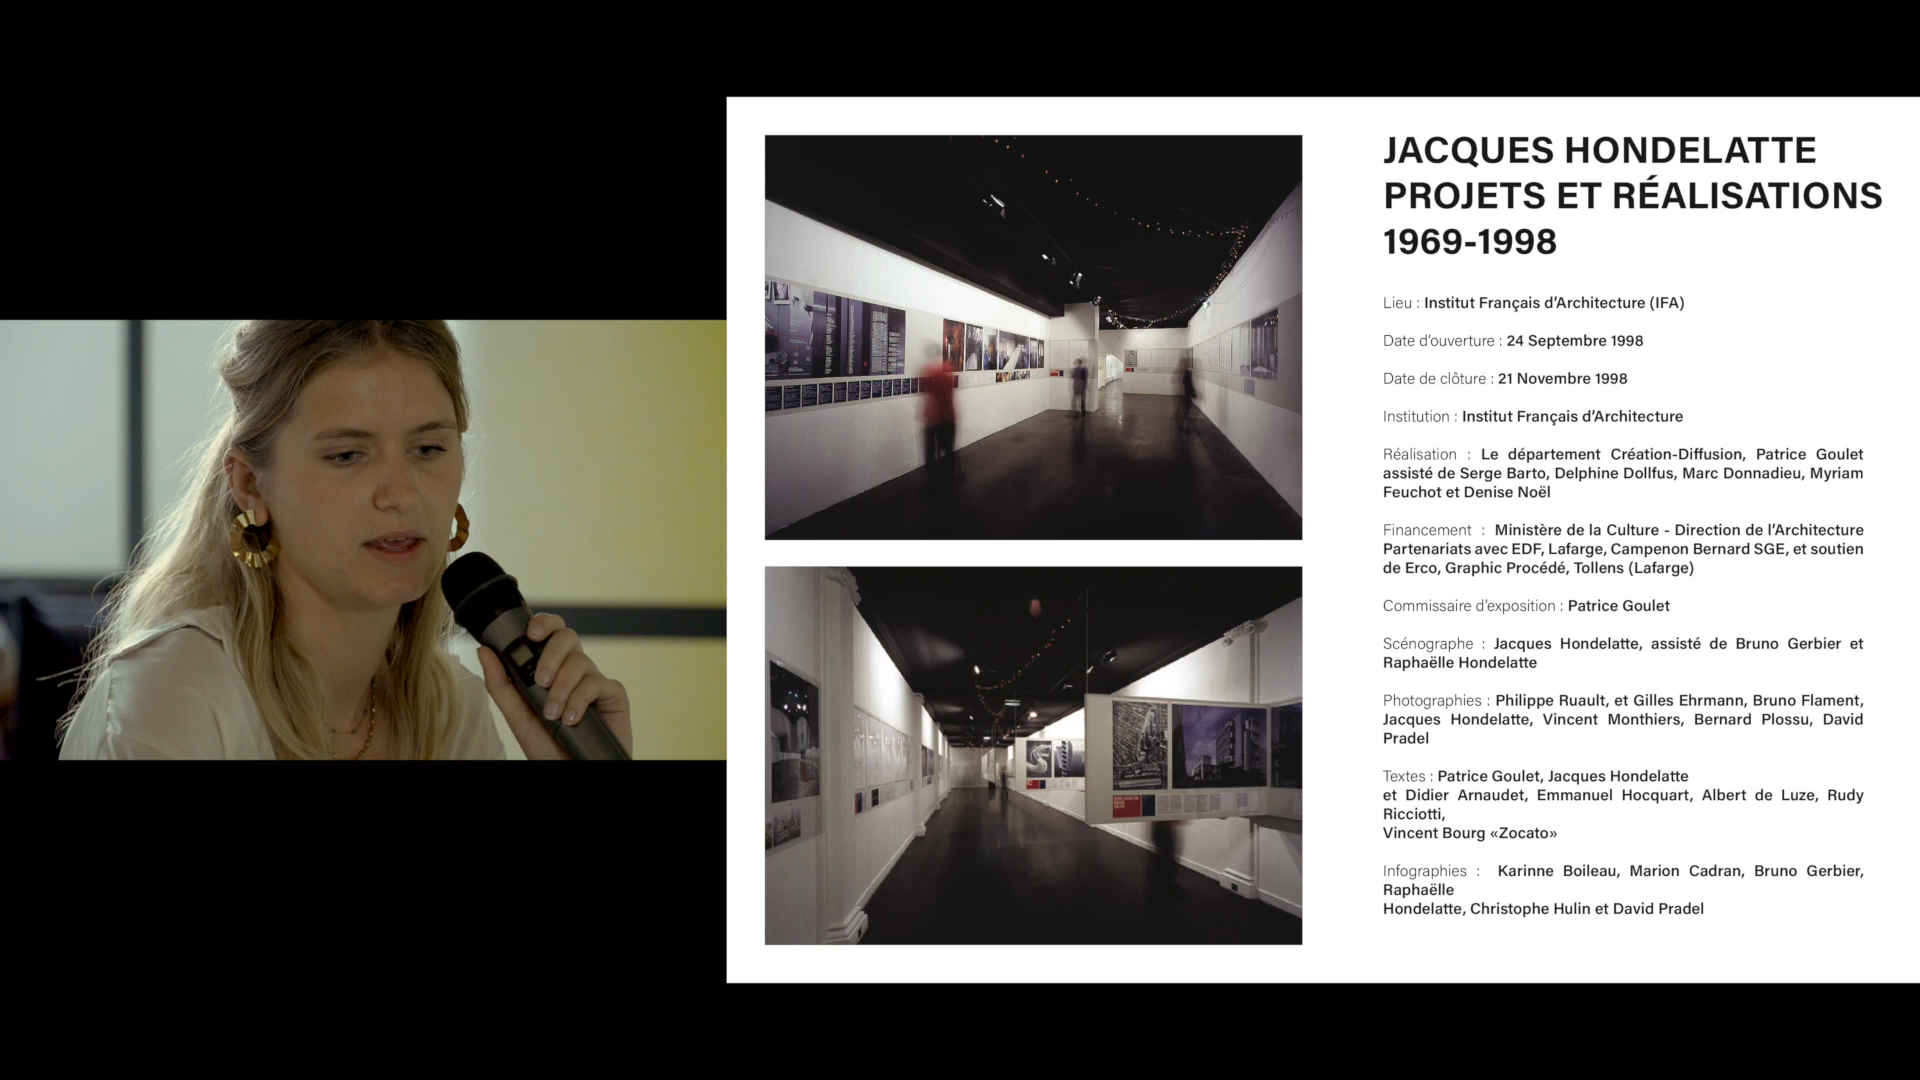 JACQUES HONDELATTE
PROJETS ET RÉALISATIONS
1969-1998
Lieu : Institut Français d’Architecture (IFA)
Date d’ouverture : 24 Septembre 1998
Date de clôture : 21 Novembre 1998
Institution : Institut Français d’Architecture
Réalisation : Le département Création-Diffusion, Patrice Goulet
assisté de Serge Barto, Delphine Dollfus, Marc Donnadieu, Myriam
Feuchot et Denise Noël
Financement : Ministère de la Culture - Direction de l’Architecture
Partenariats avec EDF, Lafarge, Campenon Bernard SGE, et soutien
de Erco, Graphic Procédé, Tollens (Lafarge)
Commissaire d’exposition : Patrice Goulet
Scénographe : Jacques Hondelatte, assisté de Bruno Gerbier et
Raphaëlle Hondelatte
Photographies : Philippe Ruault, et Gilles Ehrmann, Bruno Flament,
Jacques Hondelatte, Vincent Monthiers, Bernard Plossu, David
Pradel
Textes : Patrice Goulet, Jacques Hondelatte
et Didier Arnaudet, Emmanuel Hocquart, Albert de Luze, Rudy
Ricciotti,
Vincent Bourg «Zocato»
Infographies : Karinne Boileau, Marion Cadran, Bruno Gerbier,
Raphaëlle
Hondelatte, Christophe Hulin et David Pradel